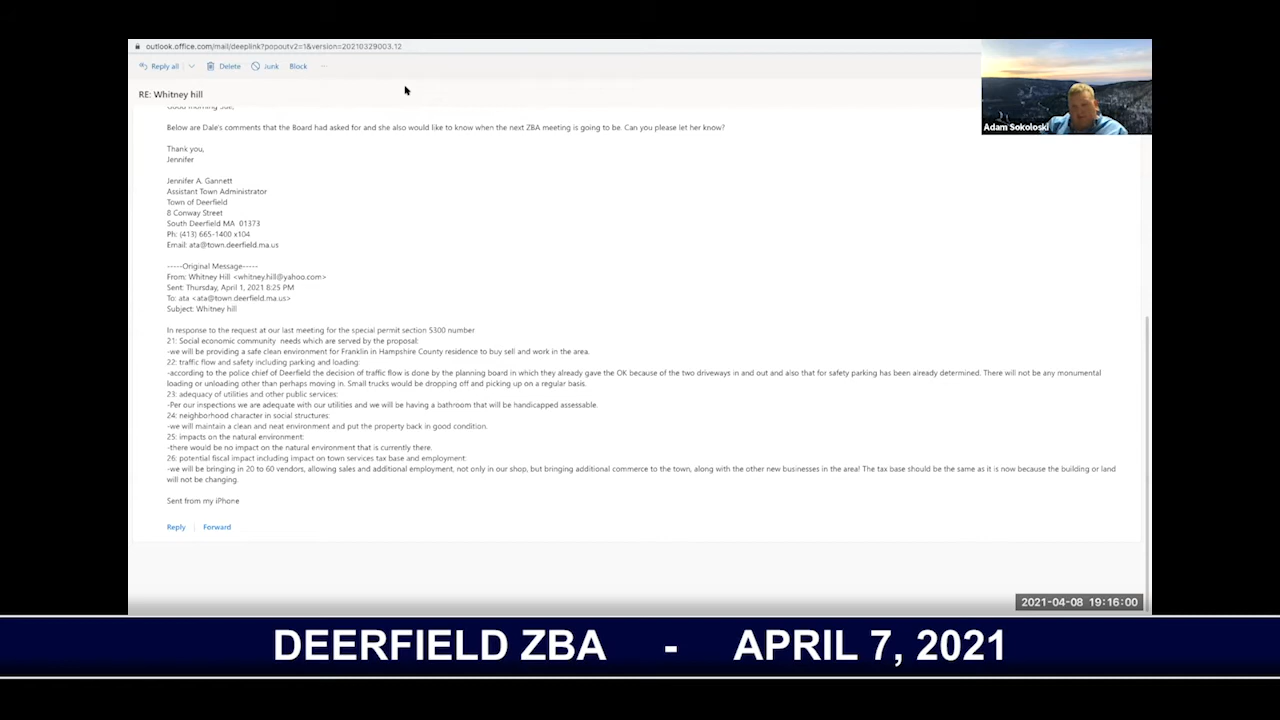 outlook.office.com/mail/deeplink?popoutv2=1&version=20210329003.12
Reply all
Delete
Junk
Block
RE: Whitney hill
Adam Sokoloski
Good morning Joe,
Below are Dale's comments that the Board had asked for and she also would like to know when the next ZBA meeting is going to be. Can you please let her know?
Thank you,
Jennifer
Jennifer A. Gannett
Assistant Town Administrator
Town of Deerfield
8 Conway Street
South Deerfield MA 01373
Ph: (413) 665-1400 x104
Email: ata@town.deerfield.ma.us
-----Original Message-----
From: Whitney Hill <whitney.hill@yahoo.com>
Sent: Thursday, April 1, 2021 8:25 PM
To: ata <ata@town.deerfield.ma.us>
Subject: Whitney hill
In response to the request at our last meeting for the special permit section 5300 number
21: Social economic community needs which are served by the proposal:
-we will be providing a safe clean environment for Franklin in Hampshire County residence to buy sell and work in the area.
22: traffic flow and safety including parking and loading:
-according to the police chief of Deerfield the decision of traffic flow is done by the planning board in which they already gave the OK because of the two driveways in and out and also that for safety parking has been already determined. There will not be any monumental
loading or unloading other than perhaps moving in. Small trucks would be dropping off and picking up on a regular basis.
23: adequacy of utilities and other public services:
-Per our inspections we are adequate with our utilities and we will be having a bathroom that will be handicapped assessable.
24: neighborhood character in social structures:
-we will maintain a clean and neat environment and put the property back in good condition.
25: impacts on the natural environment:
-there would be no impact on the natural environment that is currently there.
26: potential fiscal impact including impact on town services tax base and employment:
-we will be bringing in 20 to 60 vendors, allowing sales and additional employment, not only in our shop, but bringing additional commerce to the town, along with the other new businesses in the area! The tax base should be the same as it is now because the building or land
will not be changing.
Sent from my iPhone
Reply
Forward
2021-04-08 19:16:00
DEERFIELD ZBA - APRIL 7, 2021